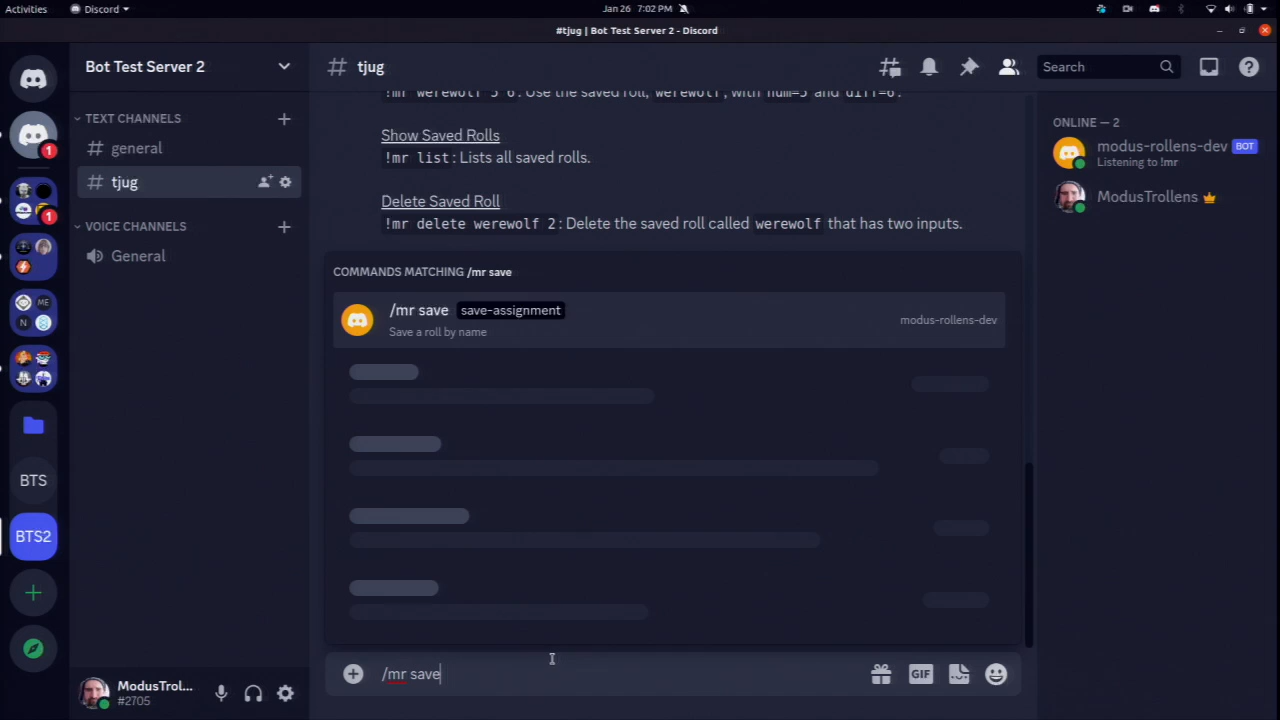 Activities
Discord
Jan 26 7:02 PM
#tjug | Bot Test Server 2 - Discord
Bot Test Server 2
# tjug
Search
!mr werewolf 5 6: Use the saved roll, werewolf, with num=5 and diff=6.
Show Saved Rolls
!mr list: Lists all saved rolls.
Delete Saved Roll
!mr delete werewolf 2: Delete the saved roll called werewolf that has two inputs.
COMMANDS MATCHING /mr save
/mr save save-assignment
Save a roll by name
modus-rollens-dev
/mr save
GIF
TEXT CHANNELS
# general
# tjug
VOICE CHANNELS
General
1
1
ME
N
BTS
BTS2
ModusTrol...
#2705
ONLINE — 2
modus-rollens-dev BOT
Listening to !mr
ModusTrollens